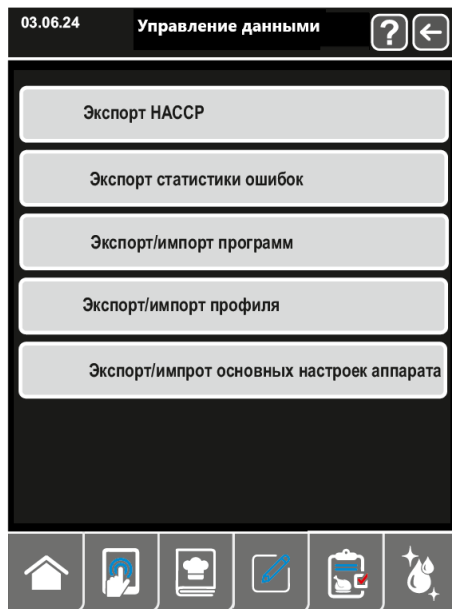 03.06.24
Управление данными
?
Экспорт HACCP
Экспорт статистики ошибок
Экспорт/импорт программ
Экспорт/импорт профиля
Экспорт/импрот основных настроек аппарата